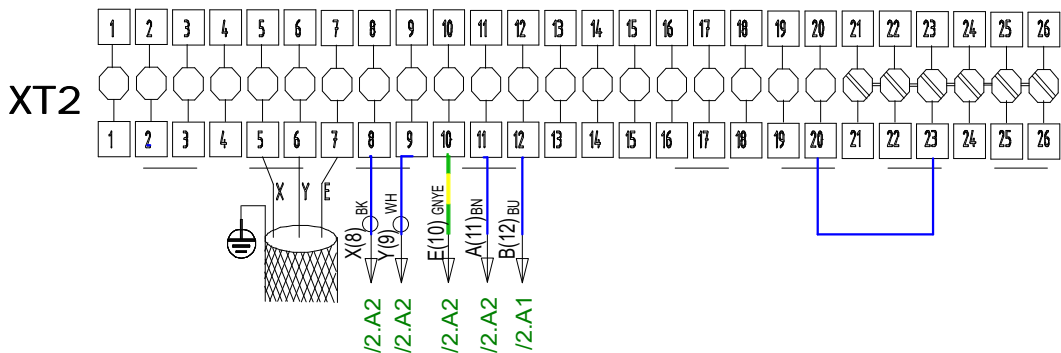 1 2 3 4 5 6 7 8 9 10 11 12 13 14 15 16 17 18 19 20 21 22 23 24 25 26
XT2
1 2 3 4 5 6 7 8 9 10 11 12 13 14 15 16 17 18 19 20 21 22 23 24 25 26
X Y E
X(8) BK
Y(9) WH
E(10) GNYE
A(11) BN
B(12) BU
/2.A2
/2.A2
/2.A2
/2.A2
/2.A1